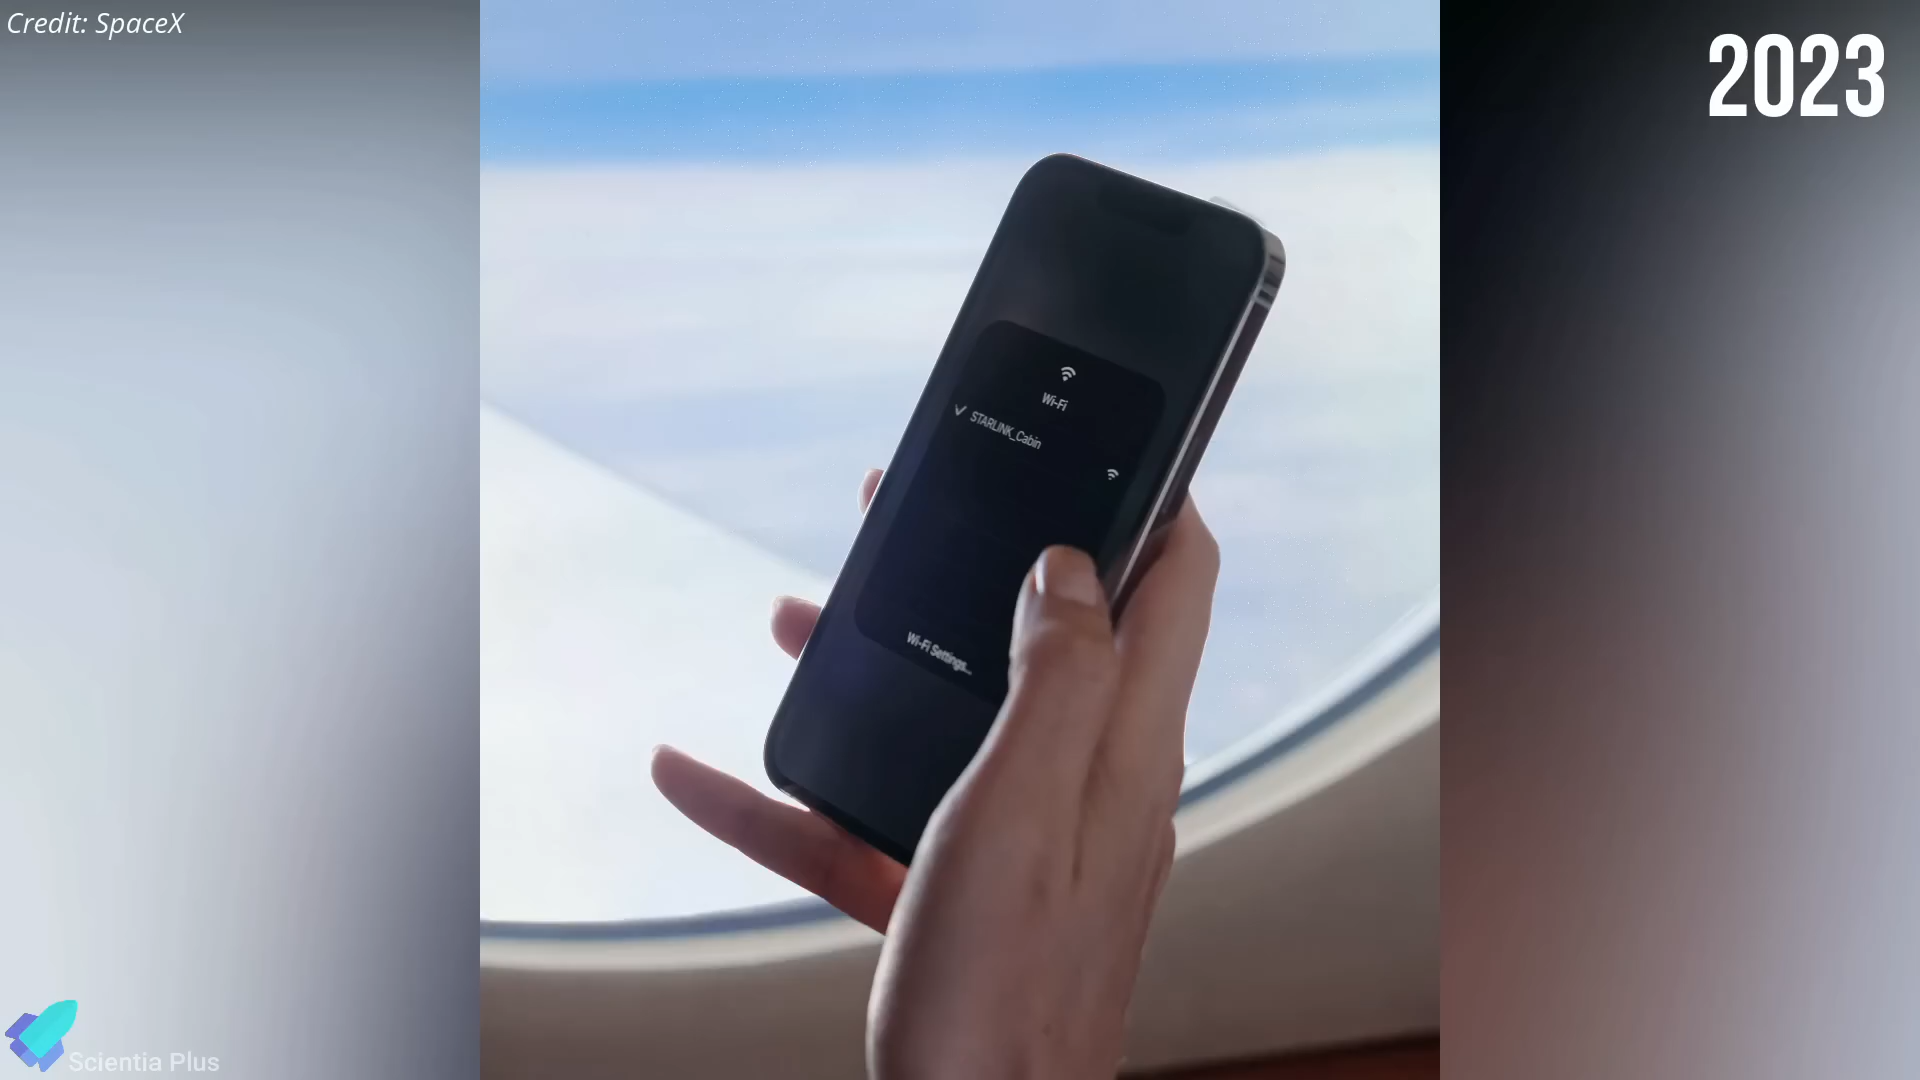 Credit: SpaceX
2023
Wi-Fi
STARLINK_Cabin
Wi-Fi Settings...
Scientia Plus